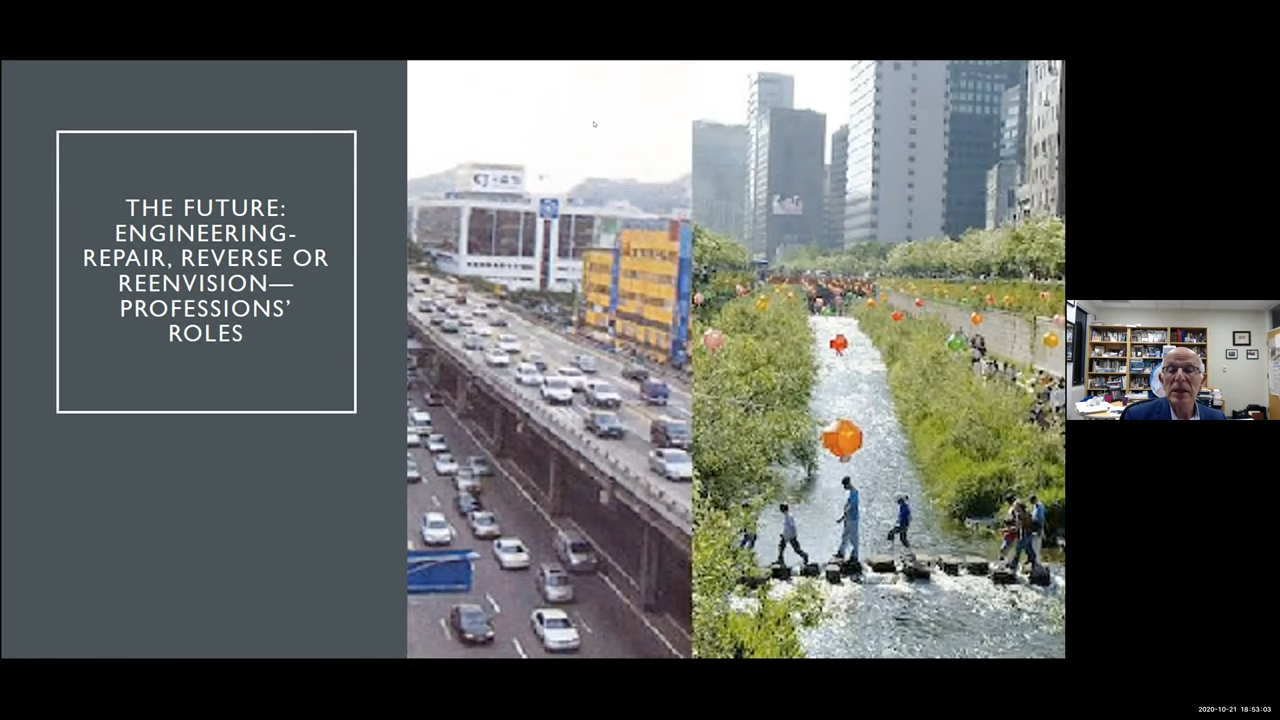 THE FUTURE:
ENGINEERING-
REPAIR, REVERSE OR
REENVISION—
PROFESSIONS’
ROLES
2020-10-21 18:53:03